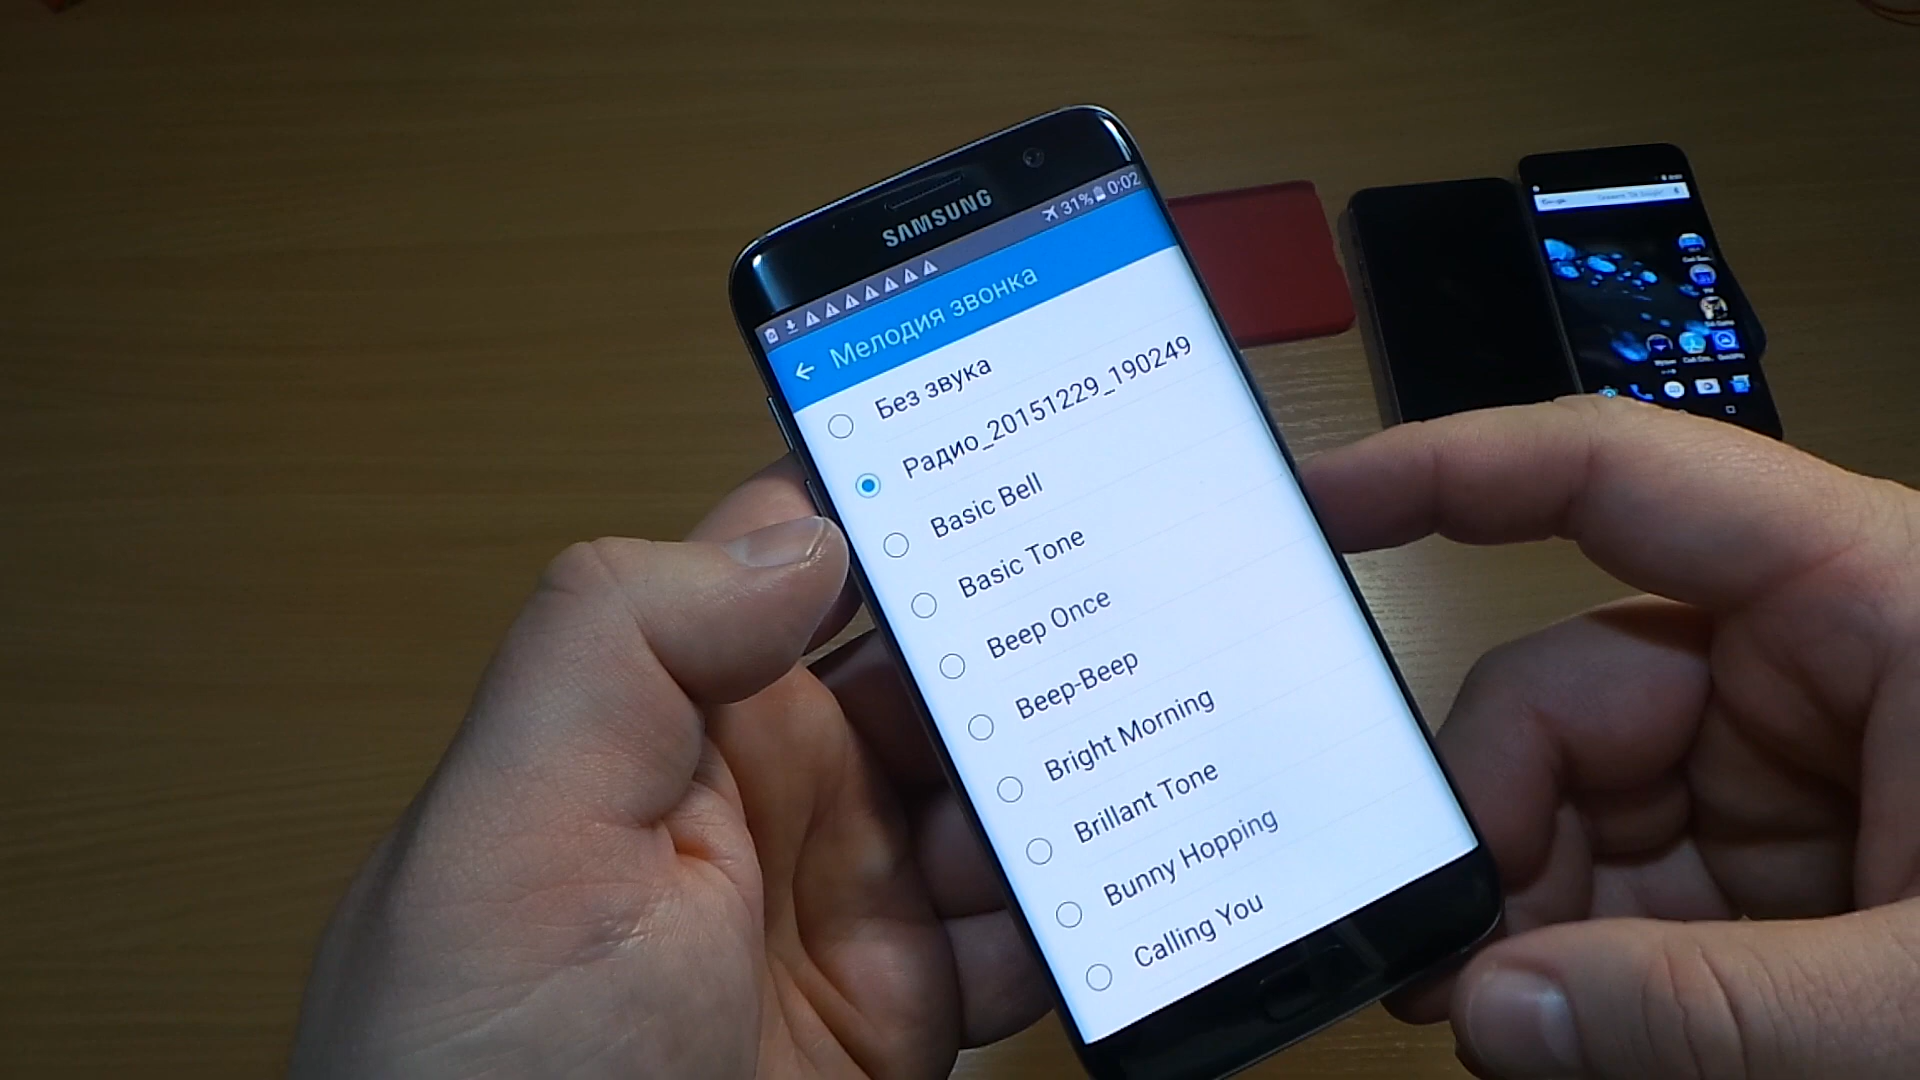 SAMSUNG
31% 0:02
Мелодия звонка
Без звука
Радио_20151229_190249
Basic Bell
Basic Tone
Beep Once
Beep-Beep
Bright Morning
Brillant Tone
Bunny Hopping
Calling You
Google